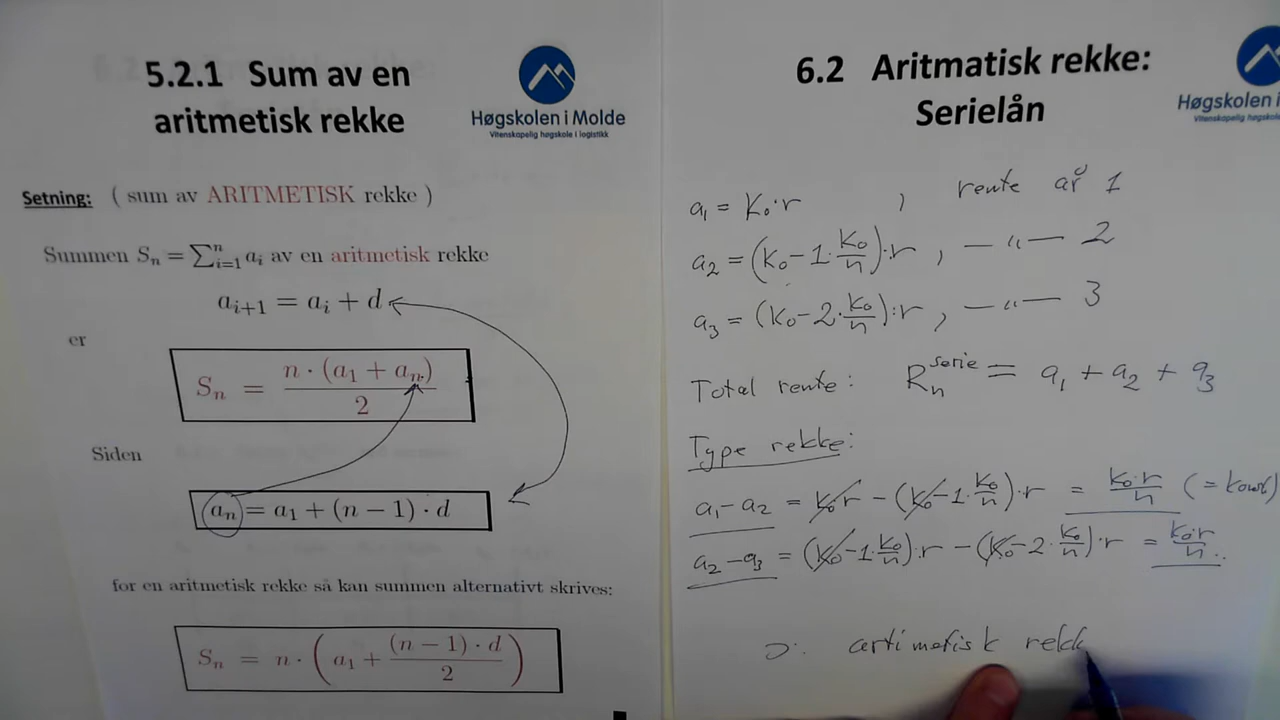 5.2.1 Sum av en
aritmetisk rekke
Høgskolen i Molde
Vitenskapelig høgskole i logistikk
Setning: ( sum av ARITMETISK rekke )
Summen Sₙ = ∑ⁿᵢ₌₁ aᵢ av en aritmetisk rekke
aᵢ₊₁ = aᵢ + d
er
Sₙ = n · (a₁ + aₙ) / 2
Siden
aₙ = a₁ + (n − 1) · d
for en aritmetisk rekke så kan summen alternativt skrives:
Sₙ = n · ( a₁ + (n − 1) · d / 2 )
6.2 Aritmatisk rekke:
Serielån
Høgskolen i
Vitenskapelig høgsko
a₁ = K₀·r , rente år 1
a₂ = (K₀ − 1·K₀/n)·r , —〃— 2
a₃ = (K₀ − 2·K₀/n)·r , —〃— 3
Total rente: Rₙ^serie = a₁ + a₂ + a₃
Type rekke:
a₁ − a₂ = K₀r − (K₀ − 1·K₀/n)·r = K₀·r/n (= konst)
a₂ − a₃ = (K₀ − 1·K₀/n)·r − (K₀ − 2·K₀/n)·r = K₀·r/n
artimetisk rekk